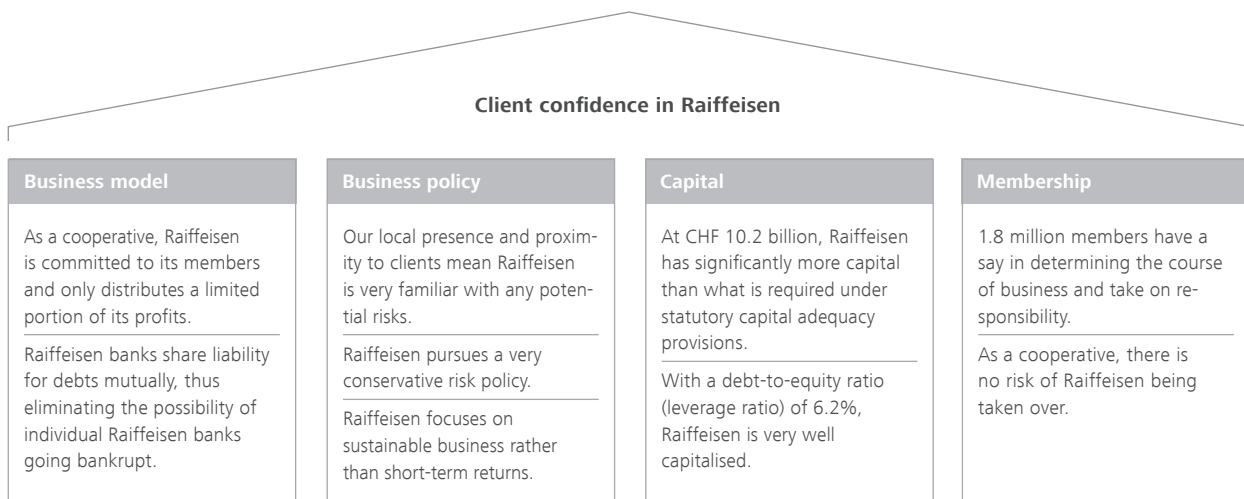 Client confidence in Raiffeisen
Business model
As a cooperative, Raiffeisen
is committed to its members
and only distributes a limited
portion of its profits.
Raiffeisen banks share liability
for debts mutually, thus
eliminating the possibility of
individual Raiffeisen banks
going bankrupt.
Business policy
Our local presence and proxim-
ity to clients mean Raiffeisen
is very familiar with any poten-
tial risks.
Raiffeisen pursues a very
conservative risk policy.
Raiffeisen focuses on
sustainable business rather
than short-term returns.
Capital
At CHF 10.2 billion, Raiffeisen
has significantly more capital
than what is required under
statutory capital adequacy
provisions.
With a debt-to-equity ratio
(leverage ratio) of 6.2%,
Raiffeisen is very well
capitalised.
Membership
1.8 million members have a
say in determining the course
of business and take on re-
sponsibility.
As a cooperative, there is
no risk of Raiffeisen being
taken over.